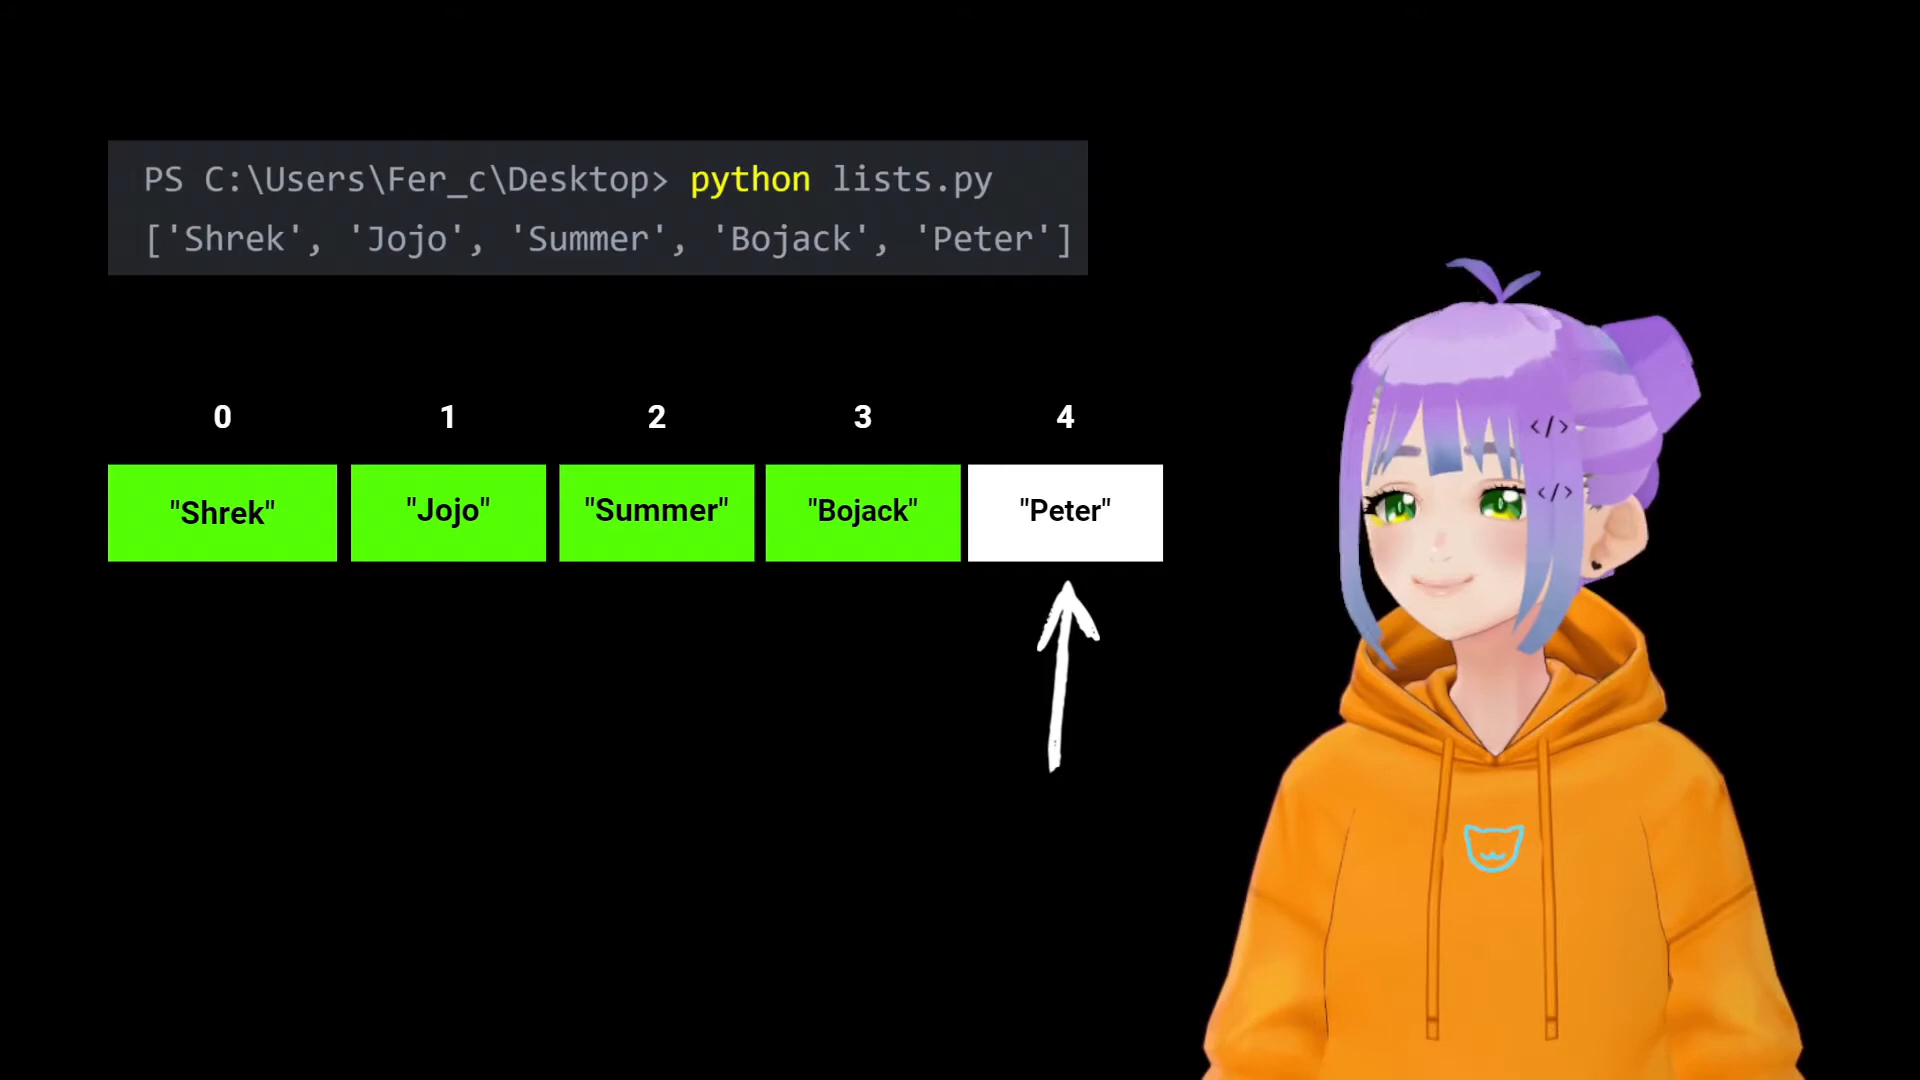 PS C:\Users\Fer_c\Desktop> python lists.py
['Shrek', 'Jojo', 'Summer', 'Bojack', 'Peter']
0 1 2 3 4
"Shrek" "Jojo" "Summer" "Bojack" "Peter"
</>
</>